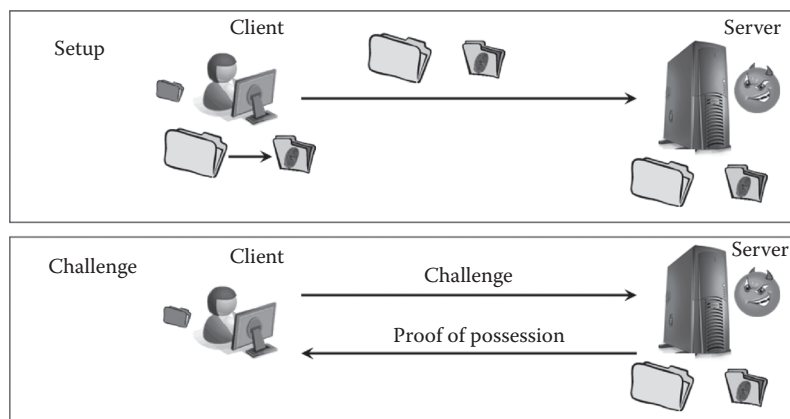 Setup
Client
Server
Challenge
Client
Server
Challenge
Proof of possession